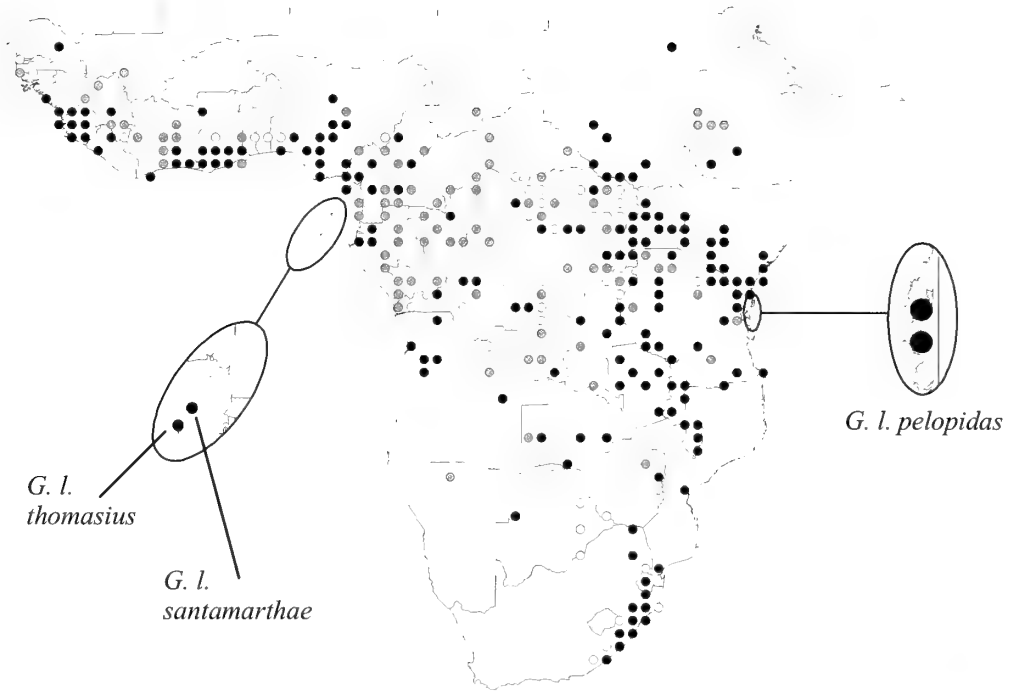 G. l. pelopidas
G. l.
thomasius
G. l.
santamarthae